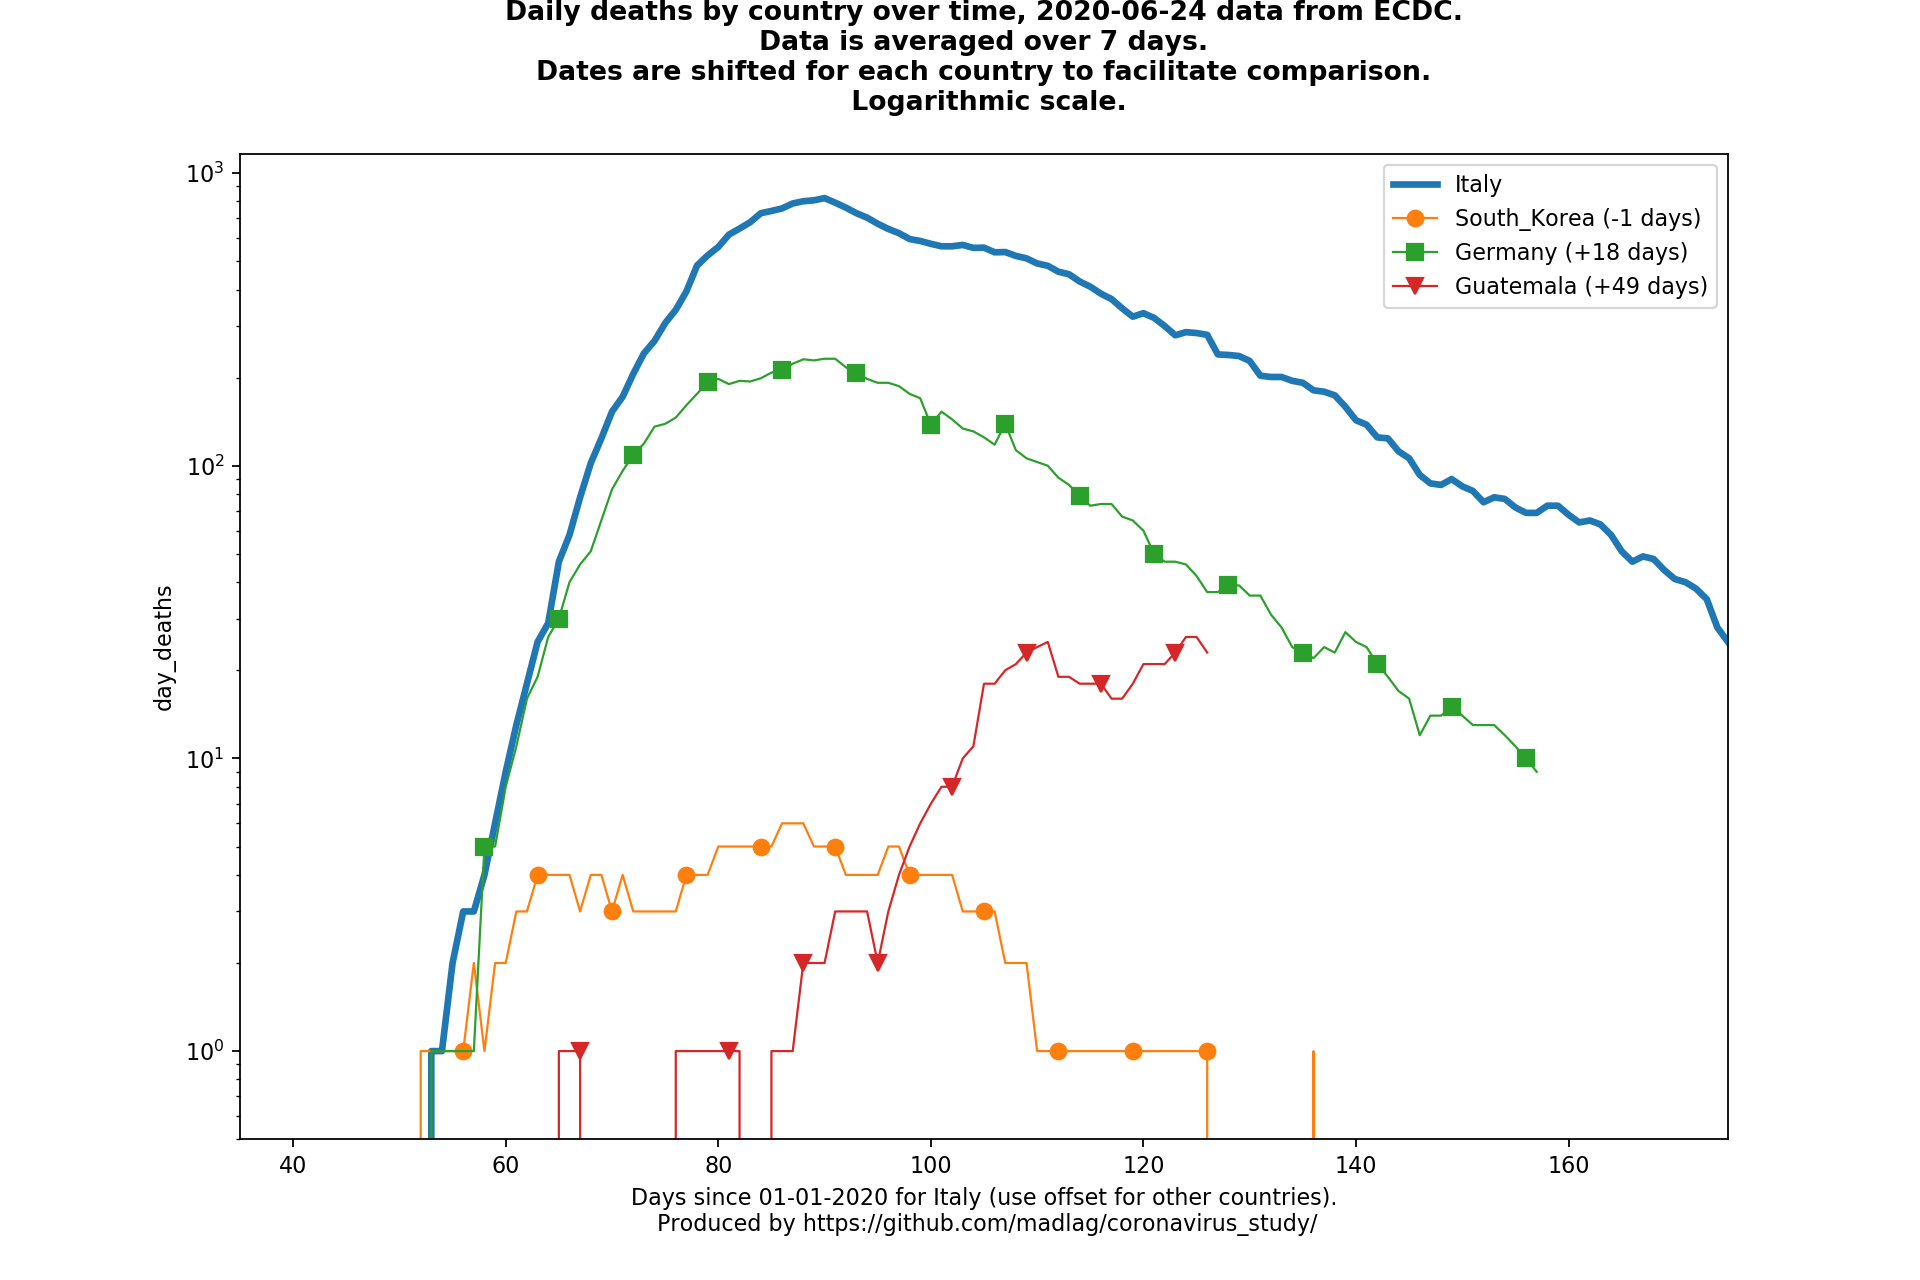 Daily deaths by country over time, 2020-06-24 data from ECDC.
Data is averaged over 7 days.
Dates are shifted for each country to facilitate comparison.
Logarithmic scale.
10³
10²
10¹
10⁰
day_deaths
Italy
South_Korea (-1 days)
Germany (+18 days)
Guatemala (+49 days)
40 60 80 100 120 140 160
Days since 01-01-2020 for Italy (use offset for other countries).
Produced by https://github.com/madlag/coronavirus_study/